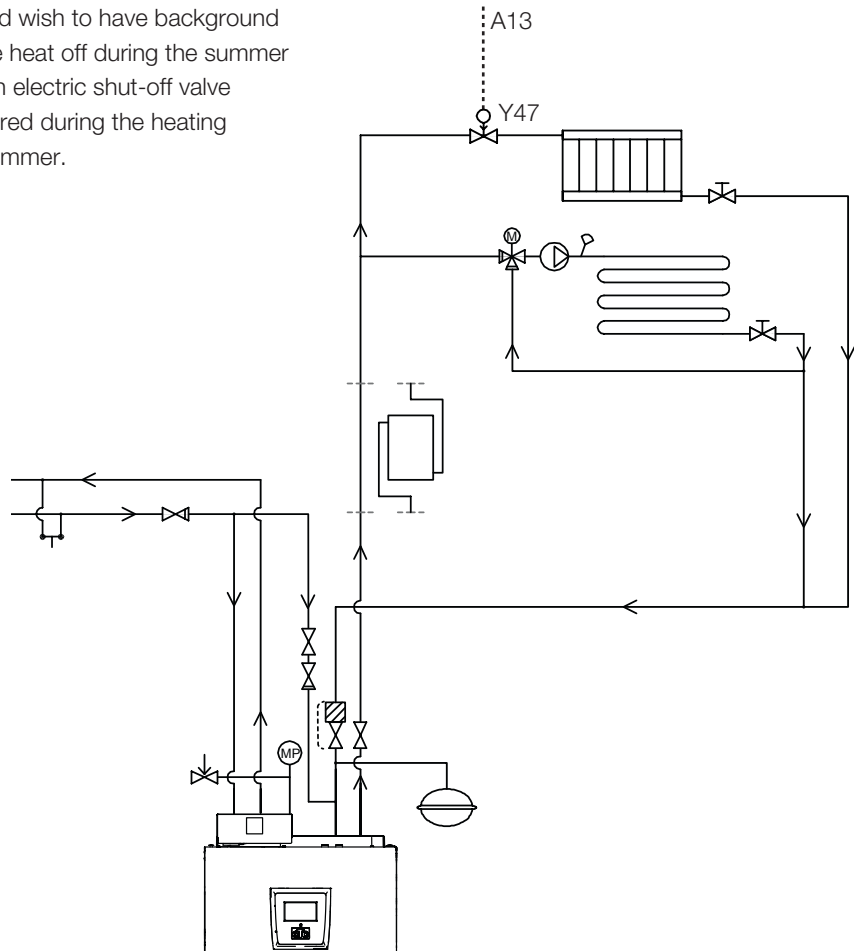 d wish to have background
e heat off during the summer
n electric shut-off valve
red during the heating
mmer.
A13
Y47
M
MP